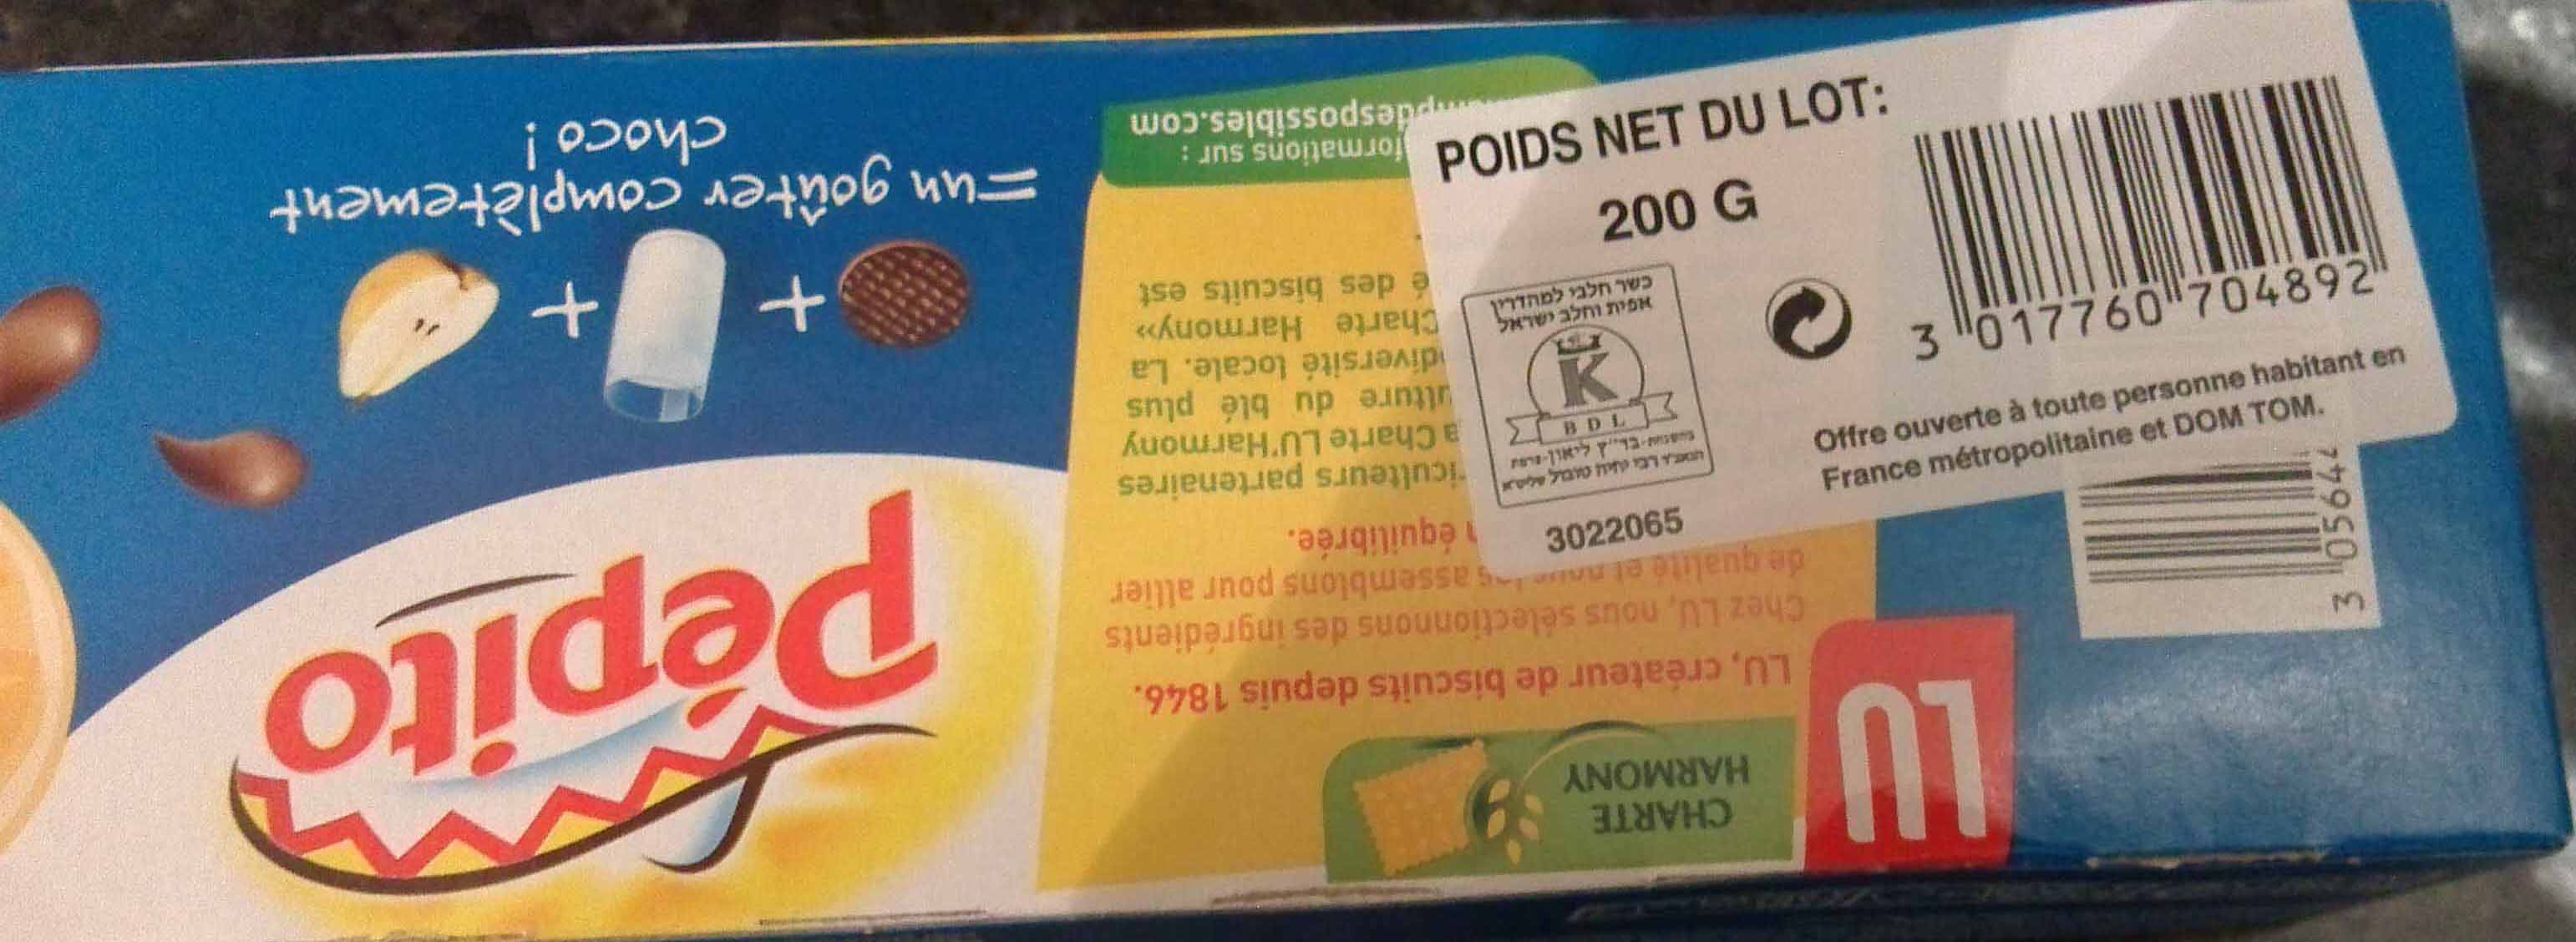 POIDS NET DU LOT:
200 G
כשר חלבי למהדרין
אפית וחלב ישראל
K
BDL
3022065
3 017760 704892
Offre ouverte à toute personne habitant en
France métropolitaine et DOM TOM.
3 05644
LU
CHARTE
HARMONY
LU, créateur de biscuits depuis 1846.
Chez LU, nous sélectionnons des ingrédients
de qualité et nous les assemblons pour allier
équilibrée.
riculteurs partenaires
a Charte LU'Harmony
ulture du blé plus
diversité locale. La
Charte Harmony»
é des biscuits est
formations sur :
mpdespossibles.com
Pépito
+ +
=un goûter complètement
choco !